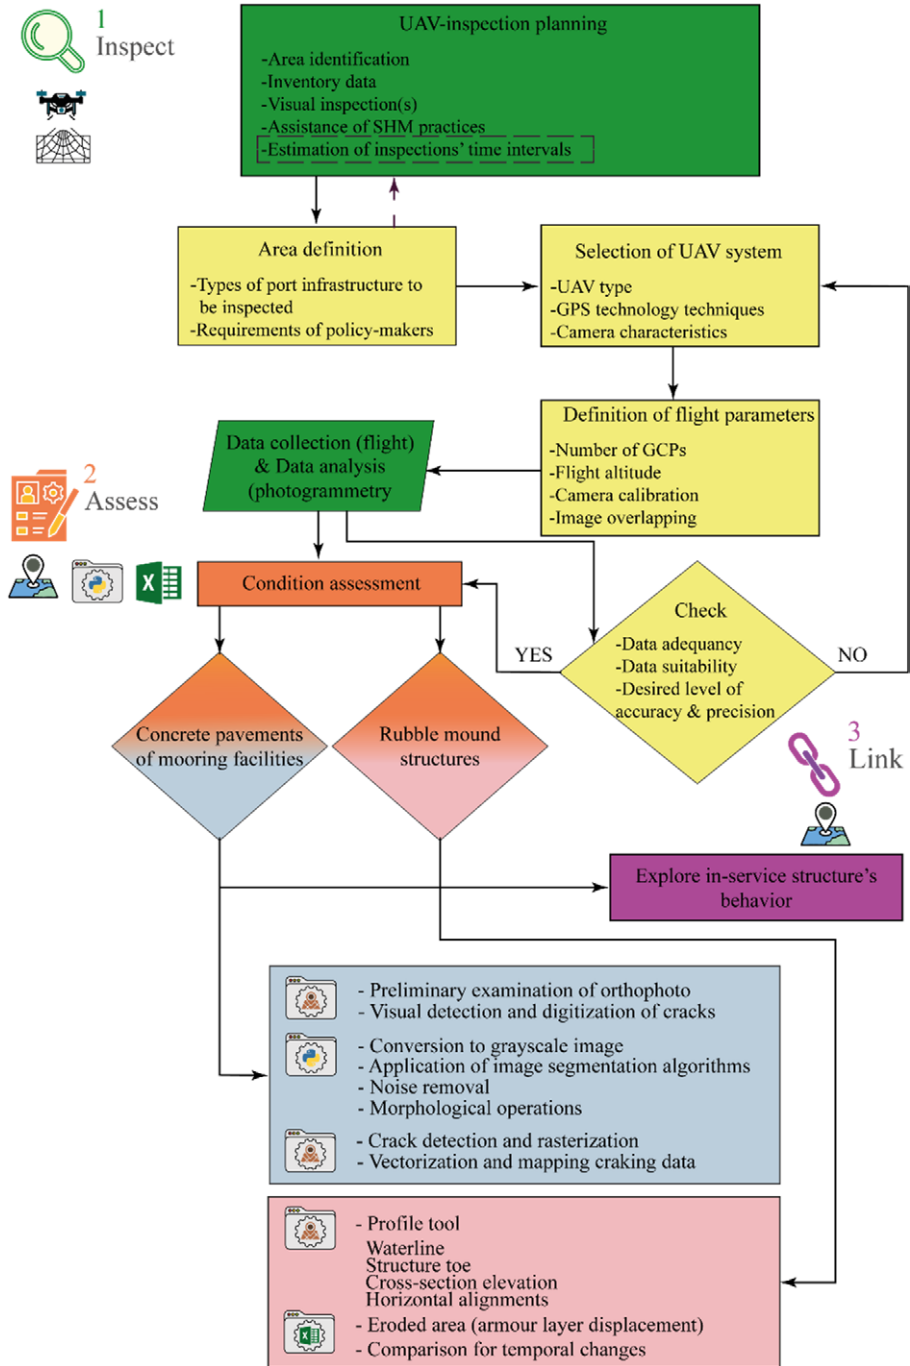 1
Inspect
UAV-inspection planning
-Area identification
-Inventory data
-Visual inspection(s)
-Assistance of SHM practices
-Estimation of inspections' time intervals
Area definition
-Types of port infrastructure to
be inspected
-Requirements of policy-makers
Selection of UAV system
-UAV type
-GPS technology techniques
-Camera characteristics
Definition of flight parameters
-Number of GCPs
-Flight altitude
-Camera calibration
-Image overlapping
Data collection (flight)
& Data analysis
(photogrammetry
2
Assess
X
Condition assessment
Check
-Data adequancy
-Data suitability
-Desired level of
accuracy & precision
YES
NO
Concrete pavements
of mooring facilities
Rubble mound
structures
3
Link
Explore in-service structure's
behavior
- Preliminary examination of orthophoto
- Visual detection and digitization of cracks
- Conversion to grayscale image
- Application of image segmentation algorithms
- Noise removal
- Morphological operations
- Crack detection and rasterization
- Vectorization and mapping craking data
- Profile tool
Waterline
Structure toe
Cross-section elevation
Horizontal alignments
- Eroded area (armour layer displacement)
X
- Comparison for temporal changes